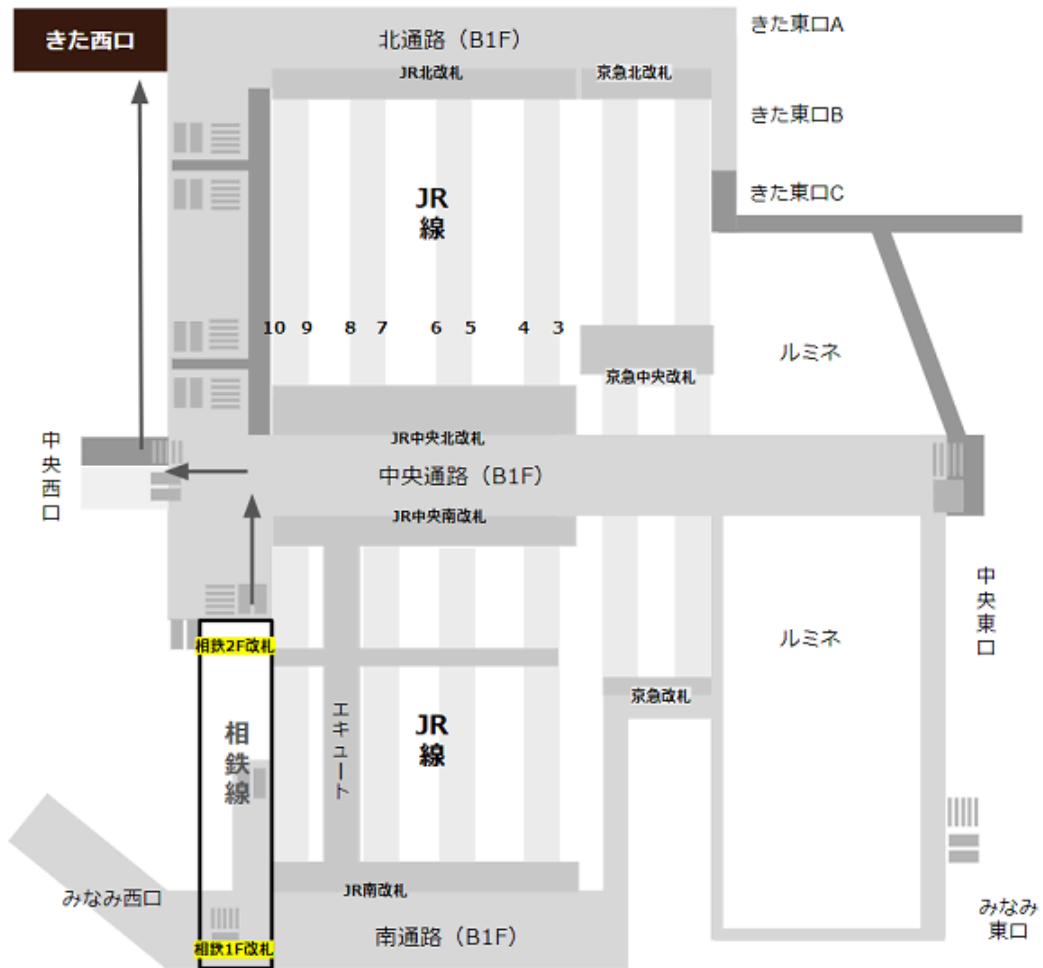 きた西口
北通路（B1F）
きた東口A
JR北改札
京急北改札
きた東口B
きた東口C
JR
線
10 9 8 7 6 5 4 3
ルミネ
京急中央改札
JR中央北改札
中央西口
中央通路（B1F）
JR中央南改札
中央東口
相鉄2F改札
ルミネ
京急改札
エキュート
JR
線
相鉄線
みなみ西口
JR南改札
みなみ
東口
南通路（B1F）
相鉄1F改札